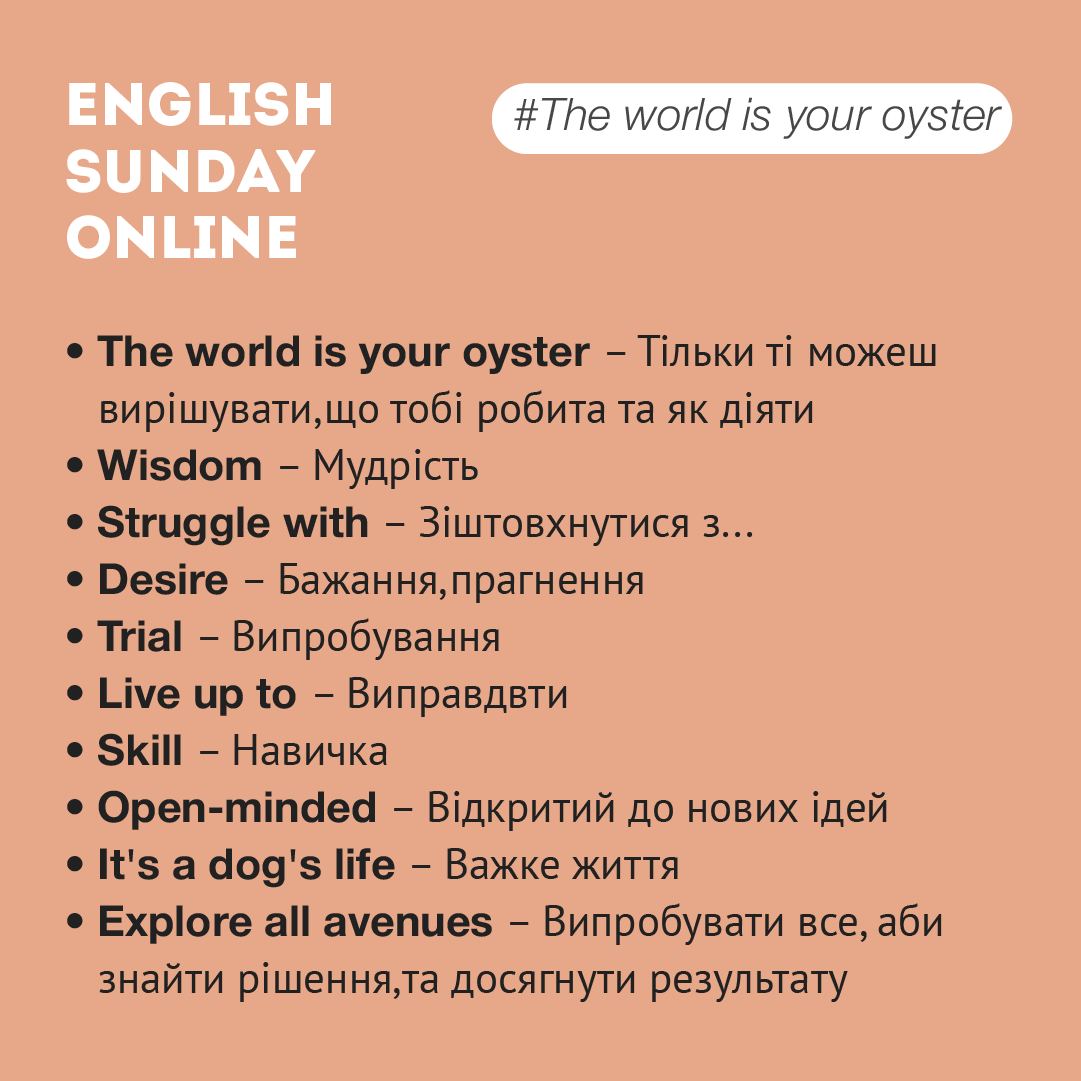 ENGLISH
SUNDAY
ONLINE
#The world is your oyster
• The world is your oyster – Тільки ті можеш
вирішувати,що тобі робита та як діяти
• Wisdom – Мудрість
• Struggle with – Зіштовхнутися з...
• Desire – Бажання,прагнення
• Trial – Випробування
• Live up to – Виправдвти
• Skill – Навичка
• Open-minded – Відкритий до нових ідей
• It's a dog's life – Важке життя
• Explore all avenues – Випробувати все, аби
знайти рішення,та досягнути результату